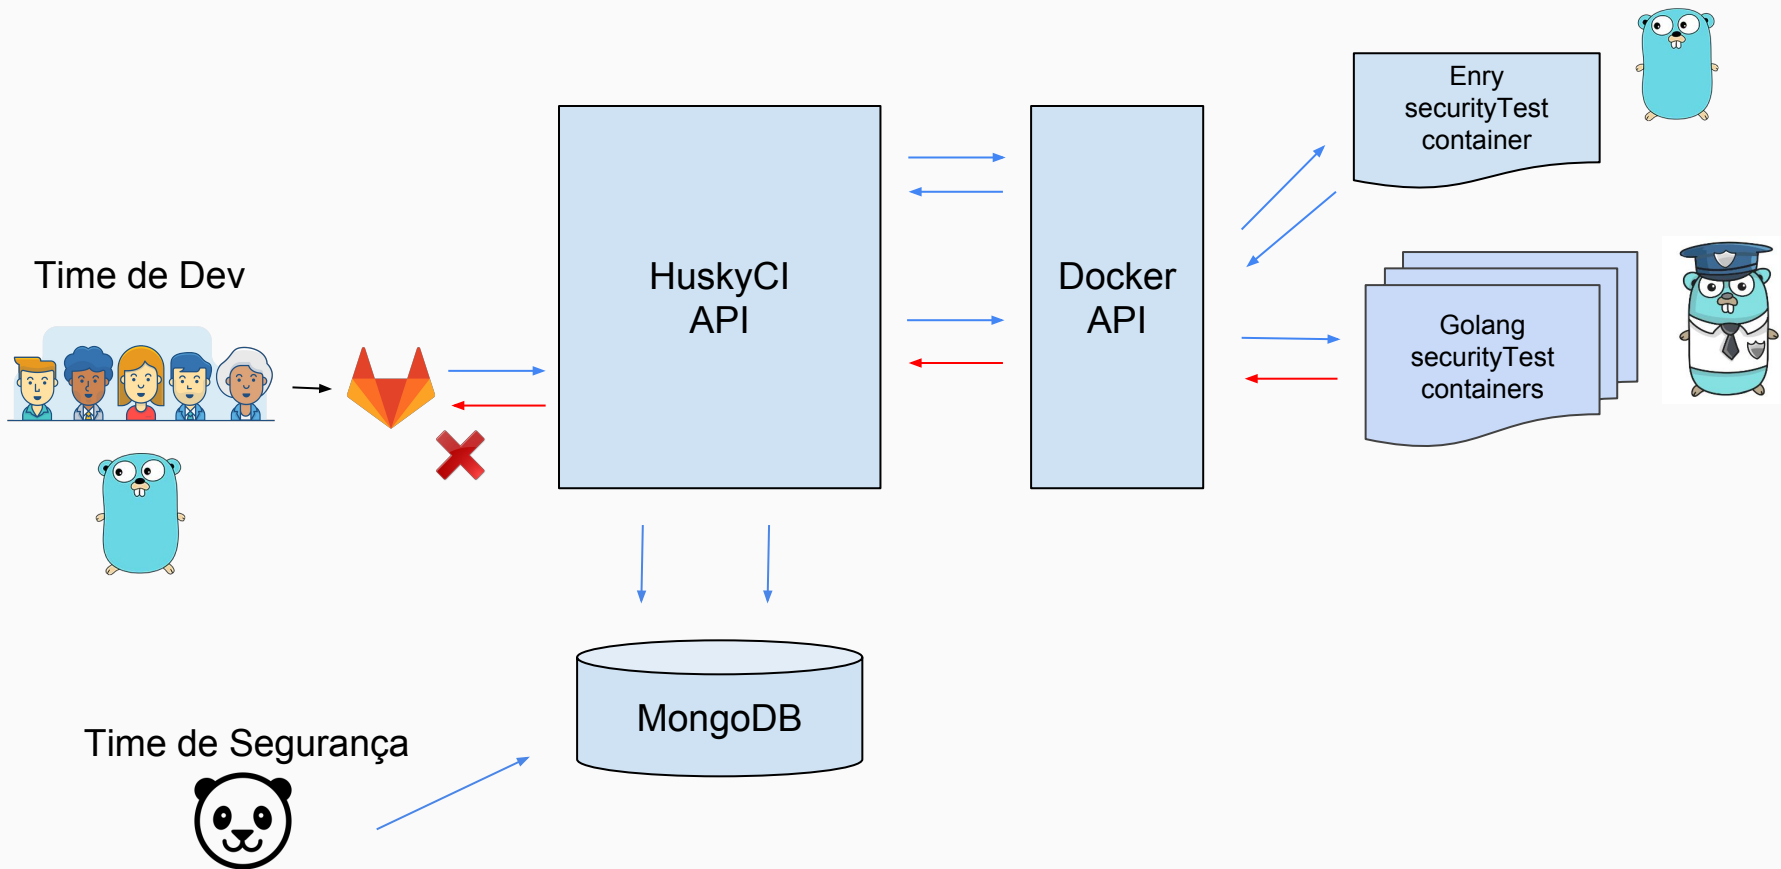 Time de Dev
HuskyCI
API
Docker
API
Enry
securityTest
container
Golang
securityTest
containers
MongoDB
Time de Segurança